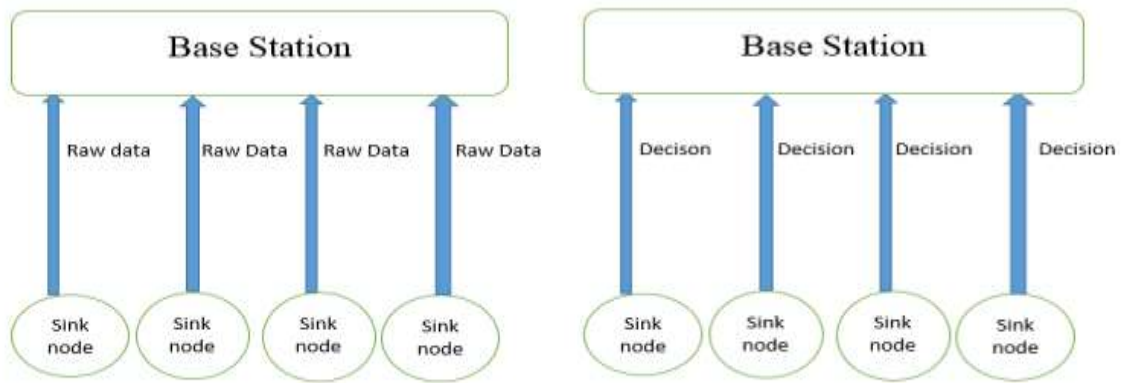 Base Station
Raw data
Raw Data
Raw Data
Raw Data
Sink
node
Sink
node
Sink
node
Sink
node
Base Station
Decison
Decision
Decision
Decision
Sink
node
Sink
node
Sink
node
Sink
node